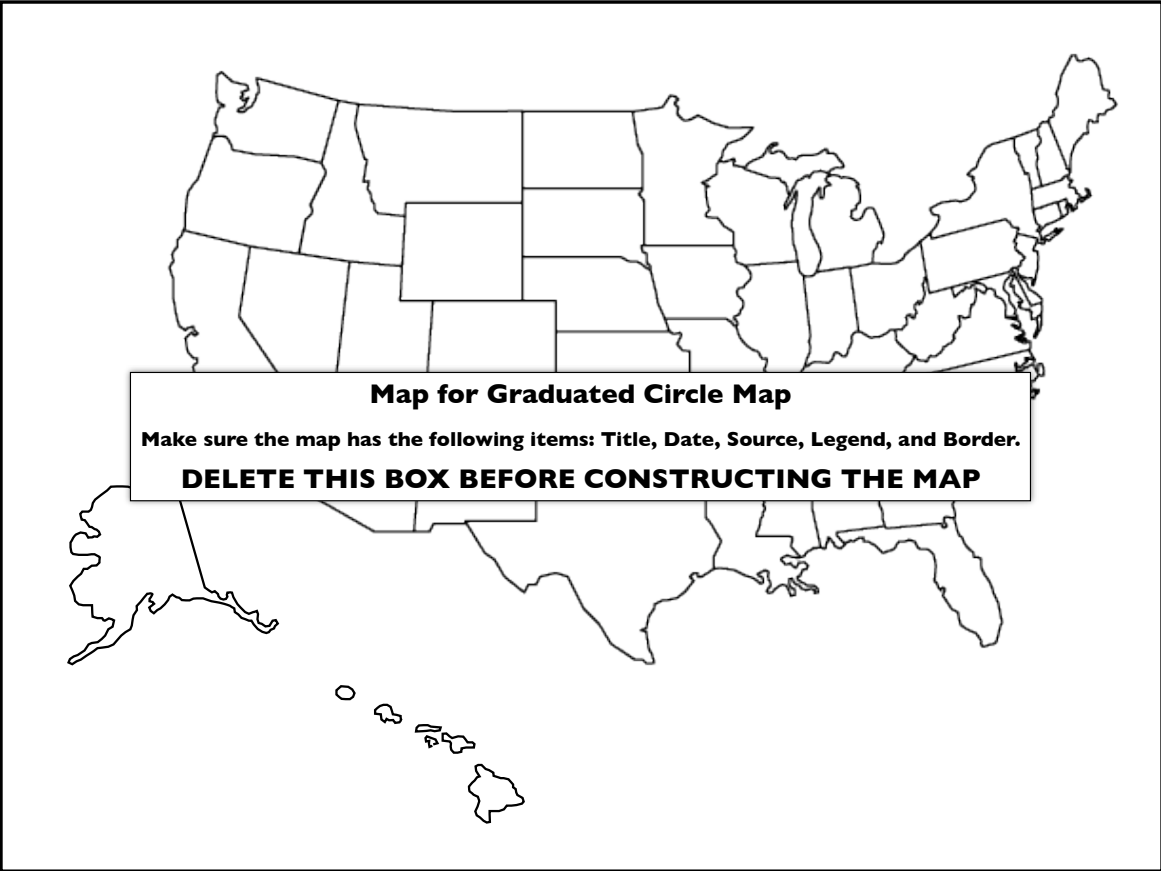 Map for Graduated Circle Map
Make sure the map has the following items: Title, Date, Source, Legend, and Border.
DELETE THIS BOX BEFORE CONSTRUCTING THE MAP